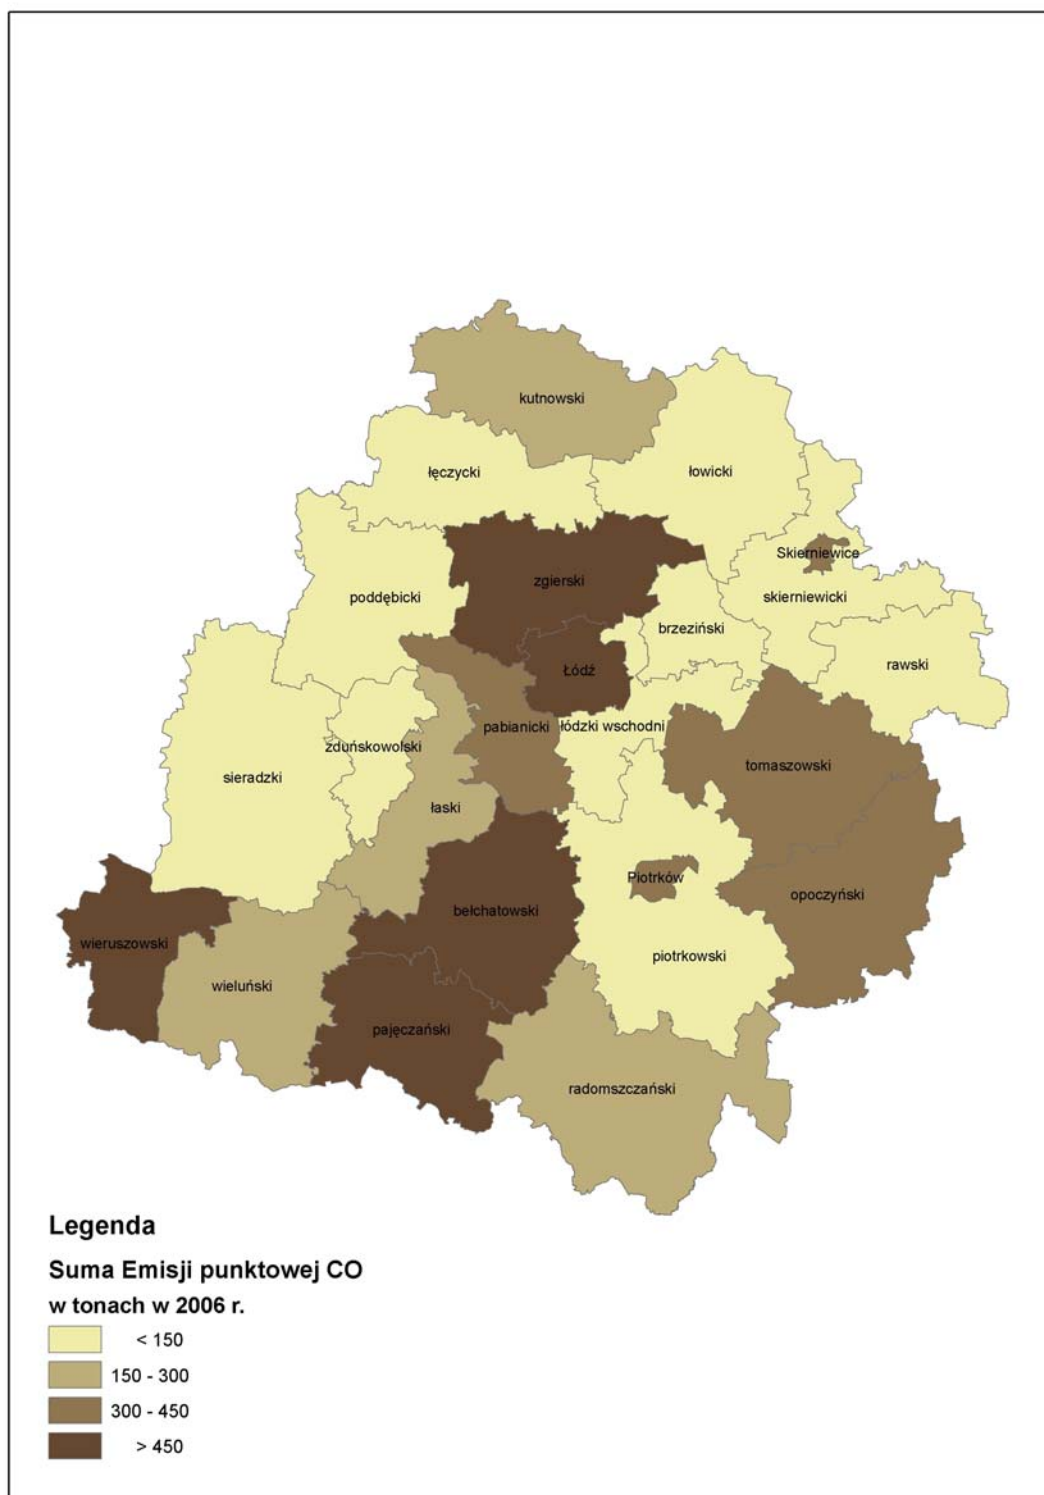 kutnowski
łęczycki
łowicki
Skierniewice
zgierski
poddębicki
skierniewicki
brzeziński
rawski
Łódź
pabianicki
łódzki wschodni
zduńskowolski
tomaszowski
sieradzki
łaski
Piotrków
opoczyński
bełchatowski
wieruszowski
piotrkowski
wieluński
pajęczański
radomszczański
Legenda
Suma Emisji punktowej CO
w tonach w 2006 r.
< 150
150 - 300
300 - 450
> 450